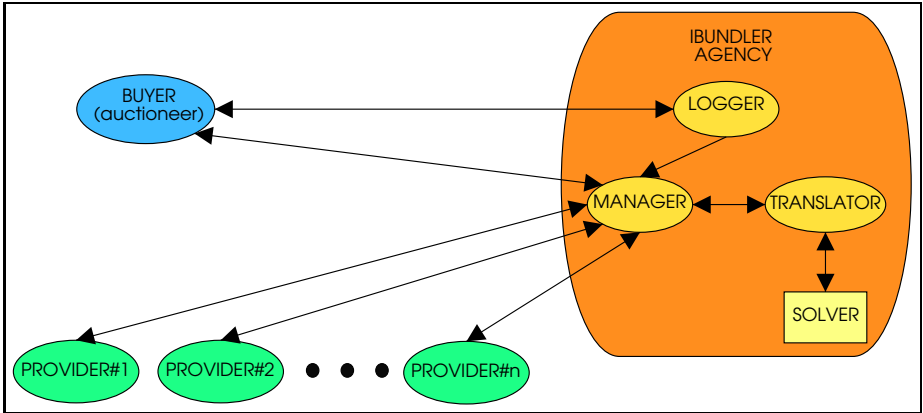 IBUNDLER
AGENCY
BUYER
(auctioneer)
LOGGER
MANAGER
TRANSLATOR
SOLVER
PROVIDER#1
PROVIDER#2
PROVIDER#n